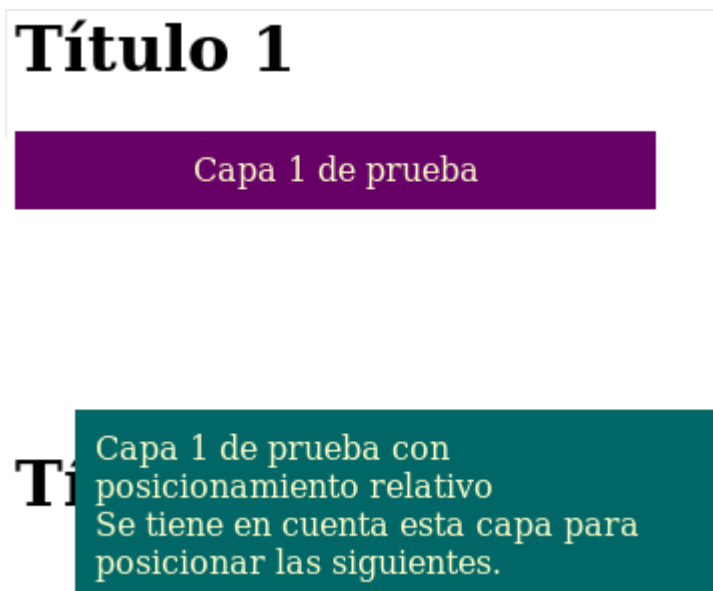 Título 1
Capa 1 de prueba
Tí
Capa 1 de prueba con
posicionamiento relativo
Se tiene en cuenta esta capa para
posicionar las siguientes.